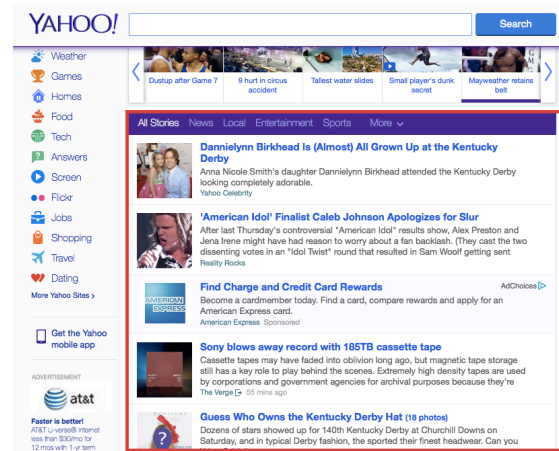 YAHOO!
Search
Weather
Games
Homes
Food
Tech
Answers
Screen
Flickr
Jobs
Shopping
Travel
Dating
More Yahoo Sites >
Get the Yahoo
mobile app
ADVERTISEMENT
at&t
Faster is better!
AT&T U-verse® Internet
less than $30/mo for
12 mos with 1-yr term
Dustup after Game 7
9 hurt in circus
accident
Tallest water slides
Small player's dunk
secret
Mayweather retains
belt
All Stories News Local Entertainment Sports More
Dannielynn Birkhead Is (Almost) All Grown Up at the Kentucky
Derby
Anna Nicole Smith's daughter Dannielynn Birkhead attended the Kentucky Derby
looking completely adorable.
Yahoo Celebrity
'American Idol' Finalist Caleb Johnson Apologizes for Slur
After last Thursday's controversial "American Idol" results show, Alex Preston and
Jena Irene might have had reason to worry about a fan backlash. (They cast the two
dissenting votes in an "Idol Twist" round that resulted in Sam Woolf getting sent
Reality Rocks
AMERICAN
EXPRESS
Find Charge and Credit Card Rewards
AdChoices
Become a cardmember today. Find a card, compare rewards and apply for an
American Express card.
American Express Sponsored
Sony blows away record with 185TB cassette tape
Cassette tapes may have faded into oblivion long ago, but magnetic tape storage
still has a key role to play behind the scenes. Extremely high density tapes are used
by corporations and government agencies for archival purposes because they're
The Verge 55 mins ago
Guess Who Owns the Kentucky Derby Hat (18 photos)
Dozens of stars showed up for 140th Kentucky Derby at Churchill Downs on
Saturday, and in typical Derby fashion, the sported their finest headwear. Can you